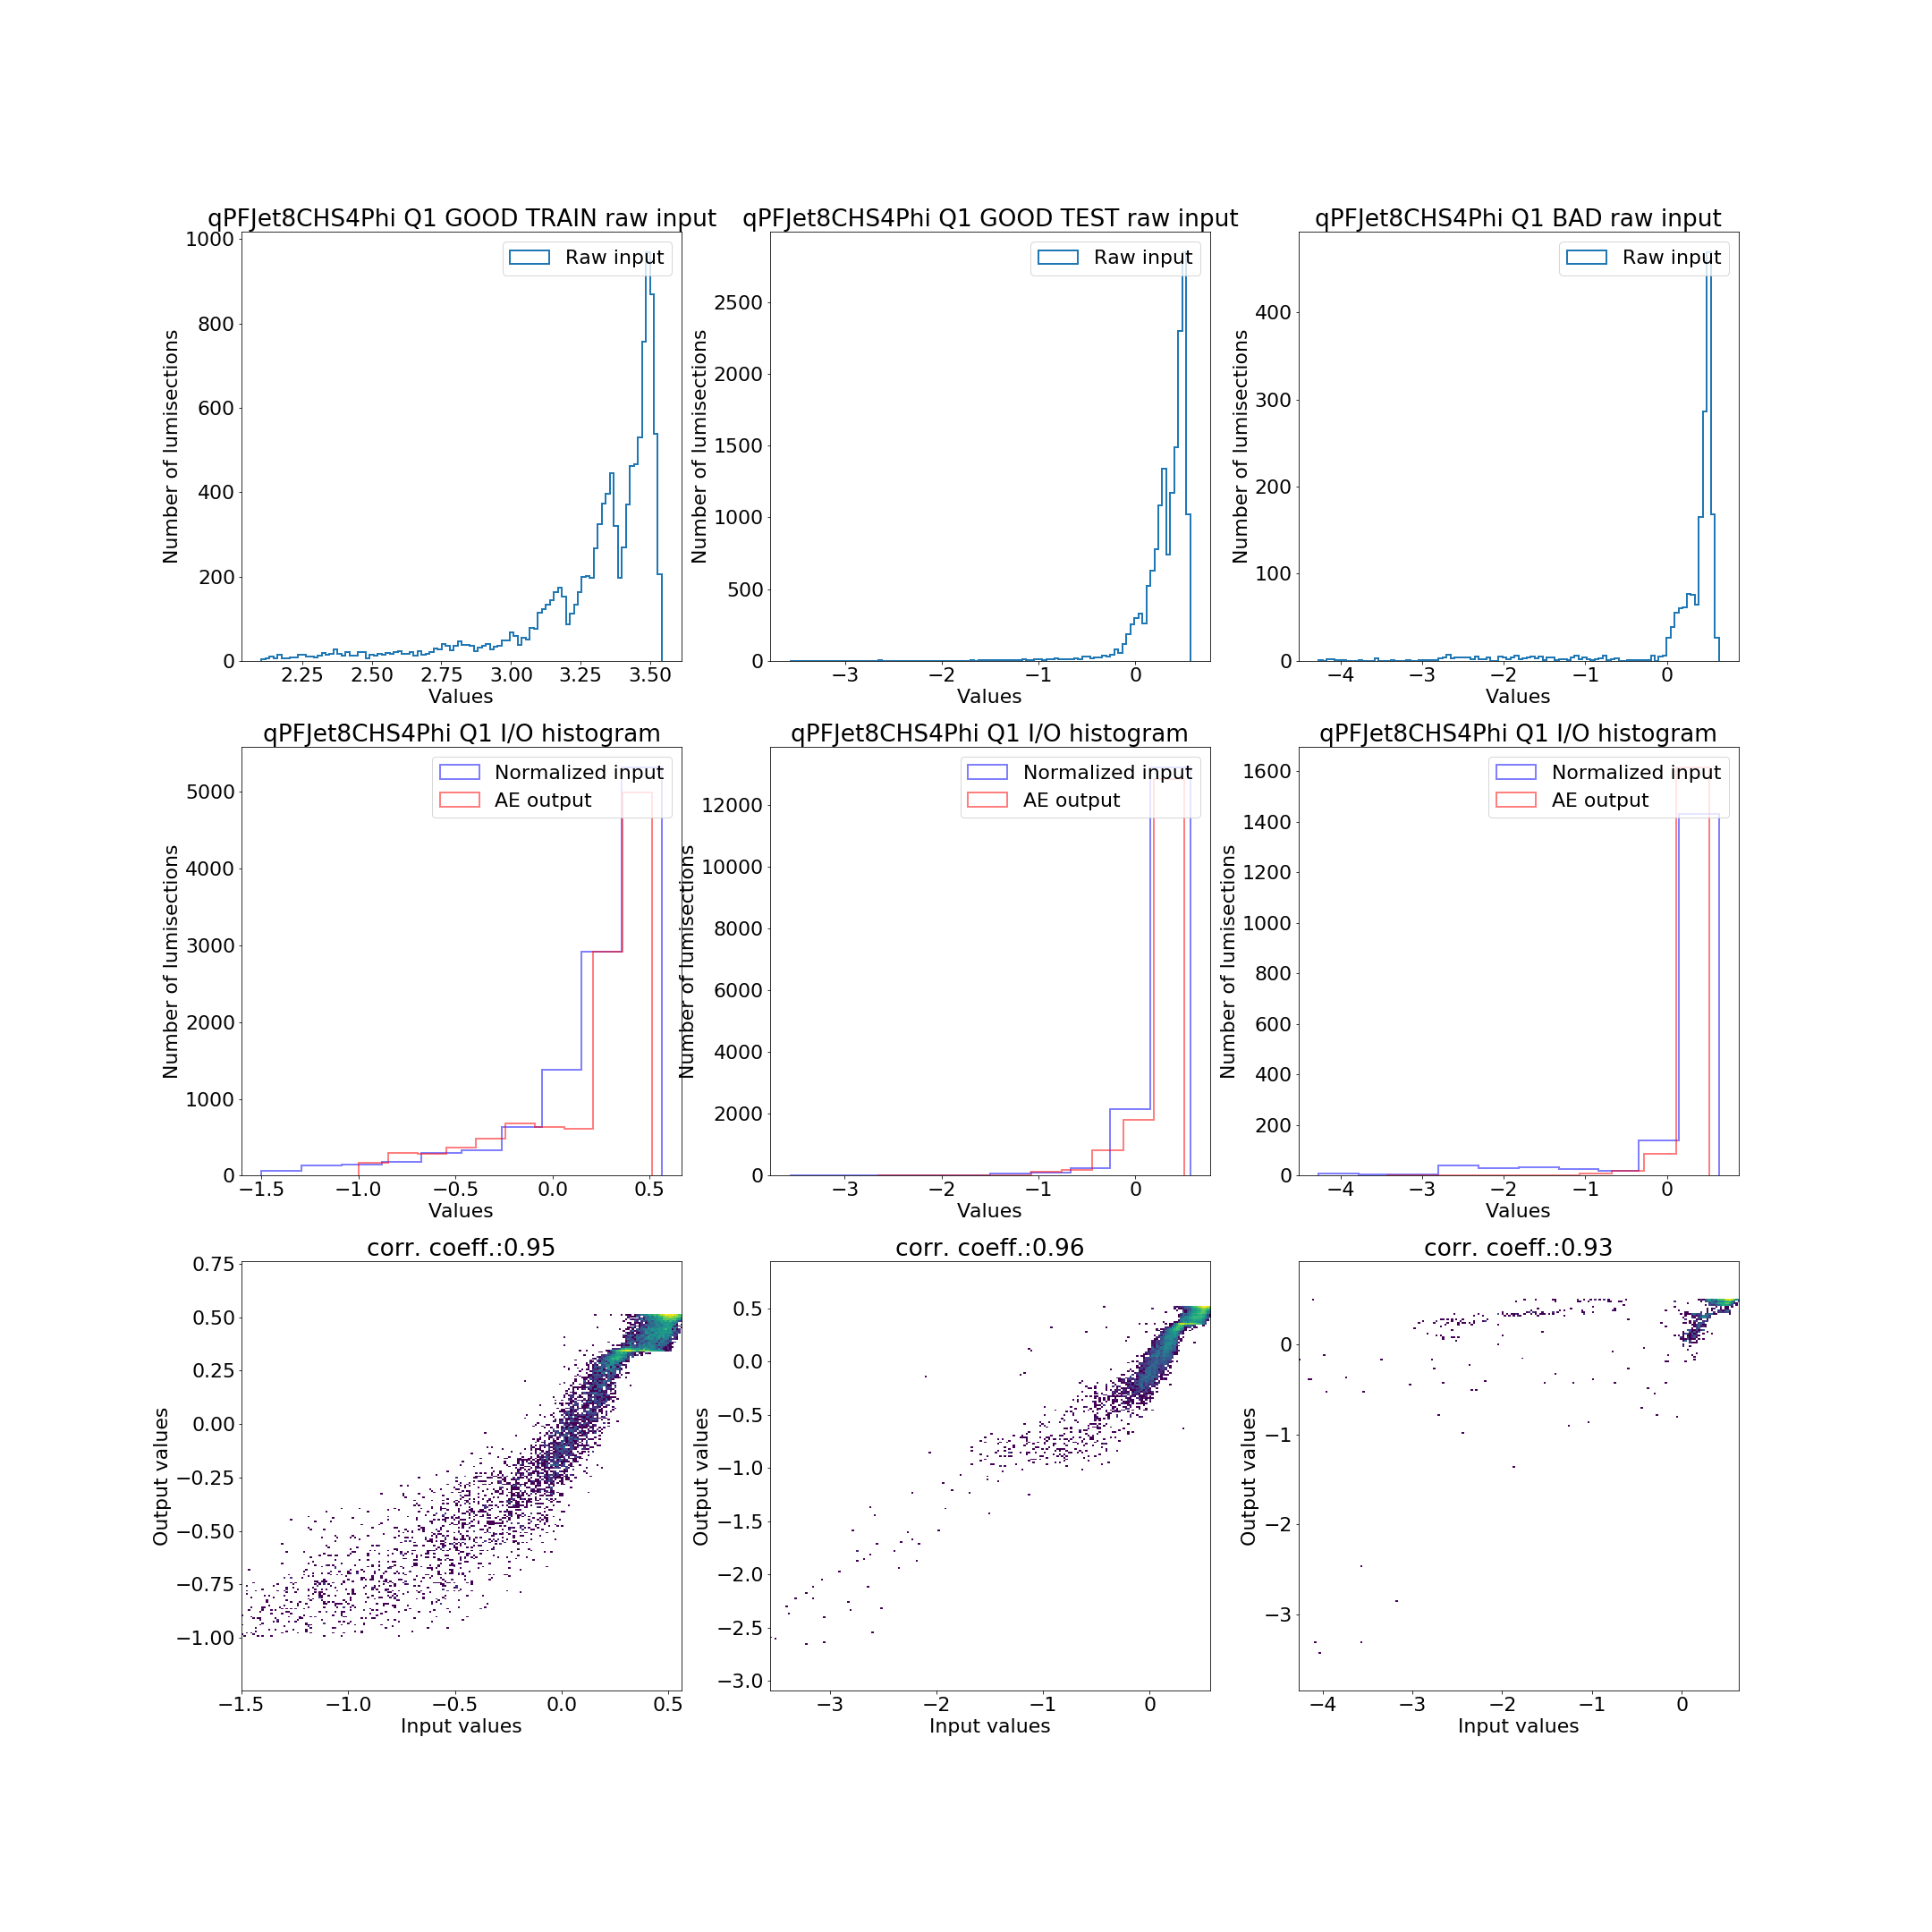 qPFJet8CHS4Phi Q1 GOOD TRAIN raw input
qPFJet8CHS4Phi Q1 GOOD TEST raw input
qPFJet8CHS4Phi Q1 BAD raw input
Raw input
Raw input
Raw input
Number of lumisections
1000
800
600
400
200
0
2.25 2.50 2.75 3.00 3.25 3.50
Values
Number of lumisections
2500
2000
1500
1000
500
0
−3 −2 −1 0
Values
Number of lumisections
400
300
200
100
0
−4 −3 −2 −1 0
Values
qPFJet8CHS4Phi Q1 I/O histogram
qPFJet8CHS4Phi Q1 I/O histogram
qPFJet8CHS4Phi Q1 I/O histogram
Normalized input
AE output
Normalized input
AE output
Normalized input
AE output
Number of lumisections
5000
4000
3000
2000
1000
0
−1.5 −1.0 −0.5 0.0 0.5
Values
Number of lumisections
12000
10000
8000
6000
4000
2000
0
−3 −2 −1 0
Values
Number of lumisections
1600
1400
1200
1000
800
600
400
200
0
−4 −3 −2 −1 0
Values
corr. coeff.:0.95
corr. coeff.:0.96
corr. coeff.:0.93
Output values
0.75
0.50
0.25
0.00
−0.25
−0.50
−0.75
−1.00
−1.5 −1.0 −0.5 0.0 0.5
Input values
Output values
0.5
0.0
−0.5
−1.0
−1.5
−2.0
−2.5
−3.0
−3 −2 −1 0
Input values
Output values
0
−1
−2
−3
−4 −3 −2 −1 0
Input values